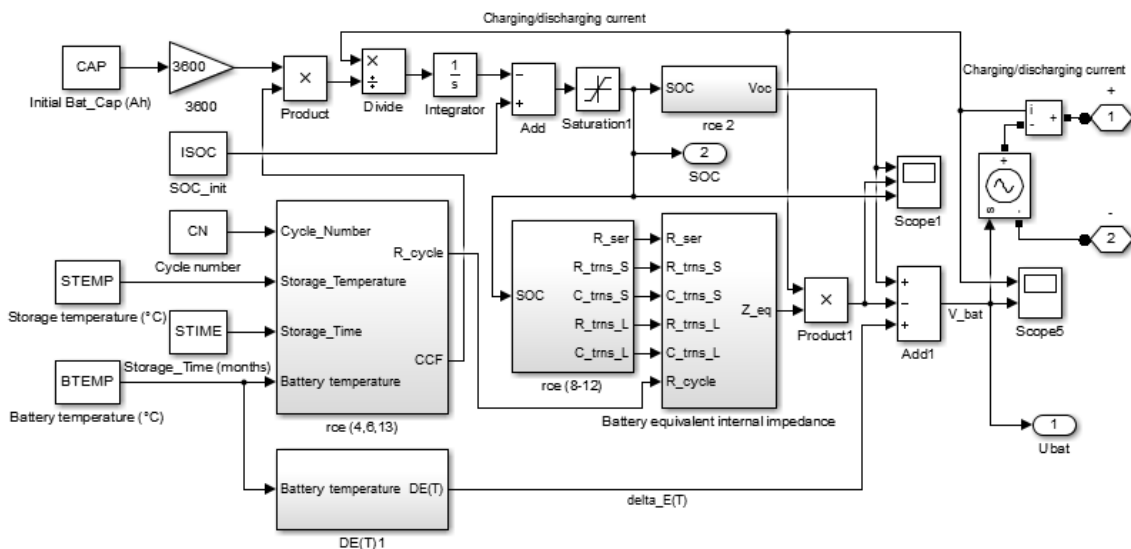 Charging/discharging current
CAP
Initial Bat_Cap (Ah)
3600
3600
×
Product
×
÷
Divide
1
s
Integrator
−
+
Add
Saturation1
SOC
Voc
rce 2
Charging/discharging current
i
-
+
+
1
ISOC
SOC_init
2
SOC
Scope1
+
s
-
-
2
CN
Cycle number
STEMP
Storage temperature (°C)
STIME
Storage_Time (months)
BTEMP
Battery temperature (°C)
Cycle_Number
Storage_Temperature
Storage_Time
Battery temperature
R_cycle
CCF
rce (4,6,13)
SOC
R_ser
R_trns_S
C_trns_S
R_trns_L
C_trns_L
rce (8-12)
R_ser
R_trns_S
C_trns_S
R_trns_L
C_trns_L
R_cycle
Z_eq
Battery equivalent internal impedance
×
Product1
+
−
+
Add1
V_bat
Scope5
1
Ubat
Battery temperature
DE(T)
DE(T)1
delta_E(T)